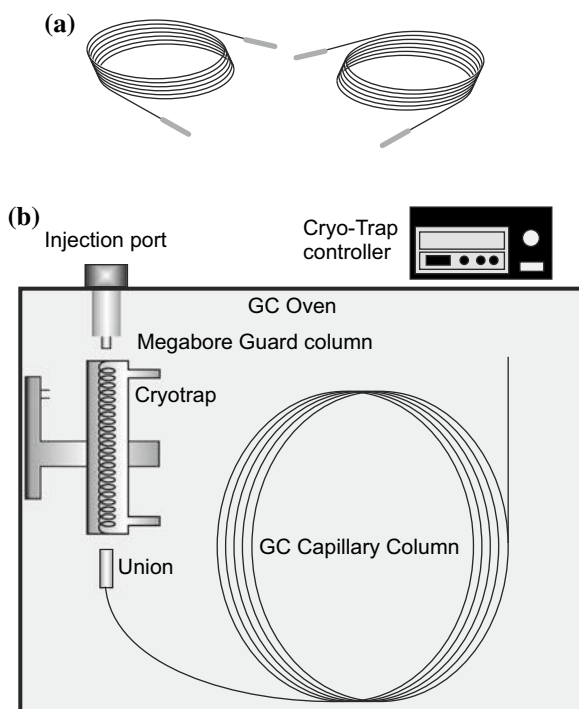 (a)
(b)
Injection port
Cryo-Trap
controller
GC Oven
Megabore Guard column
Cryotrap
GC Capillary Column
Union